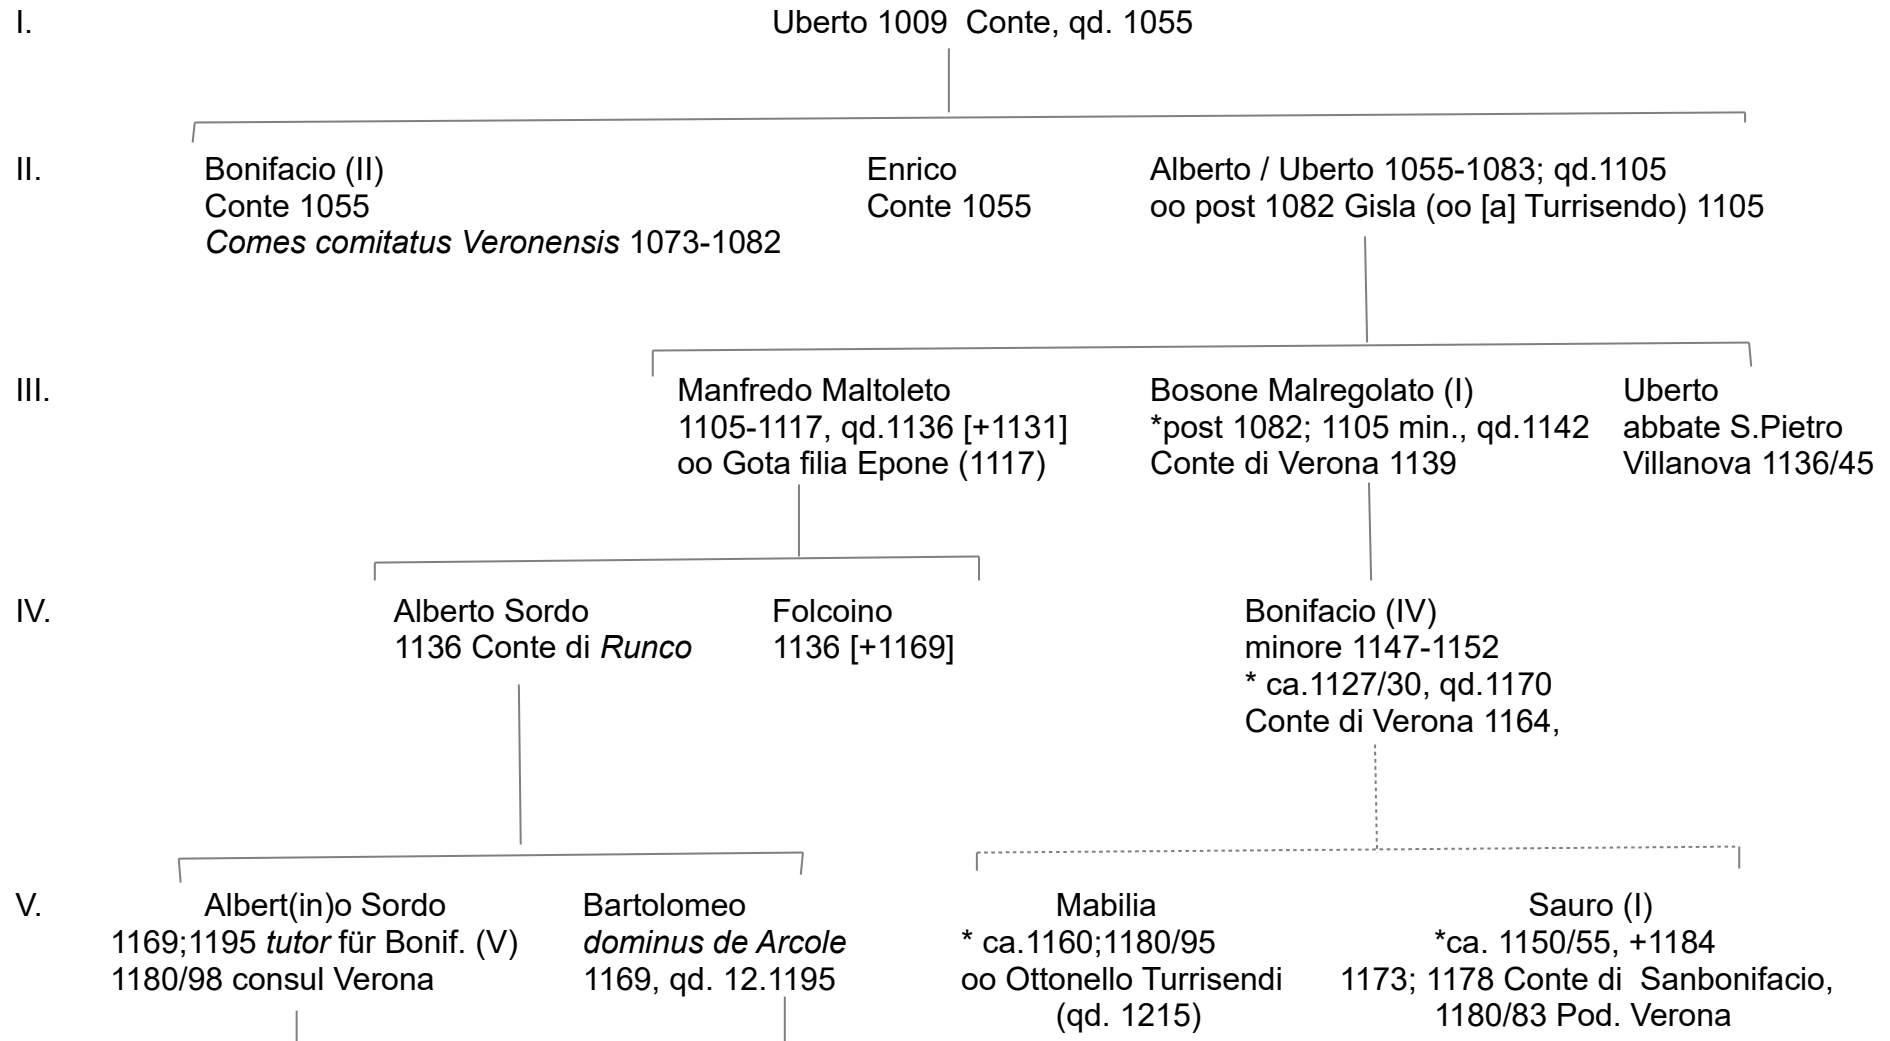 I.
Uberto 1009  Conte, qd. 1055
II.
Bonifacio (II)
Conte 1055
Comes comitatus Veronensis 1073-1082
Enrico
Conte 1055
Alberto / Uberto 1055-1083; qd.1105
oo post 1082 Gisla (oo [a] Turrisendo) 1105
III.
Manfredo Maltoleto
1105-1117, qd.1136 [+1131]
oo Gota filia Epone (1117)
Bosone Malregolato (I)
*post 1082; 1105 min., qd.1142
Conte di Verona 1139
Uberto
abbate S.Pietro
Villanova 1136/45
IV.
Alberto Sordo
1136 Conte di Runco
Folcoino
1136 [+1169]
Bonifacio (IV)
minore 1147-1152
* ca.1127/30, qd.1170
Conte di Verona 1164,
V.
Albert(in)o Sordo
1169;1195 tutor für Bonif. (V)
1180/98 consul Verona
Bartolomeo
dominus de Arcole
1169, qd. 12.1195
Mabilia
* ca.1160;1180/95
oo Ottonello Turrisendi
(qd. 1215)
Sauro (I)
*ca. 1150/55, +1184
1173; 1178 Conte di  Sanbonifacio,
1180/83 Pod. Verona